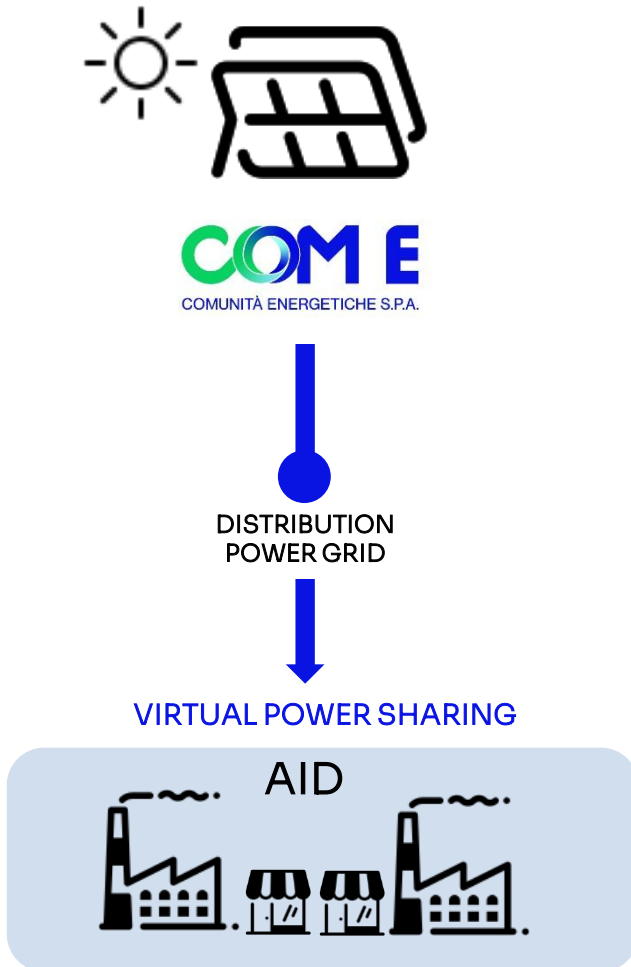 COM E
COMUNITÀ ENERGETICHE S.P.A.
DISTRIBUTION
POWER GRID
VIRTUAL POWER SHARING
AID